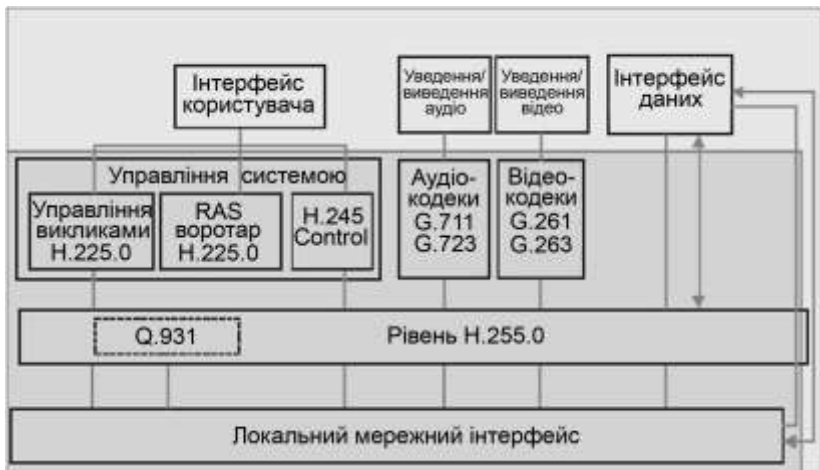 Інтерфейс
користувача
Уведення/
виведення
аудіо
Уведення/
виведення
відео
Інтерфейс
даних
Управління системою
Управління
викликами
H.225.0
RAS
воротар
H.225.0
H.245
Control
Аудіо-
кодеки
G.711
G.723
Відео-
кодеки
G.261
G.263
Q.931
Рівень H.255.0
Локальний мережний інтерфейс